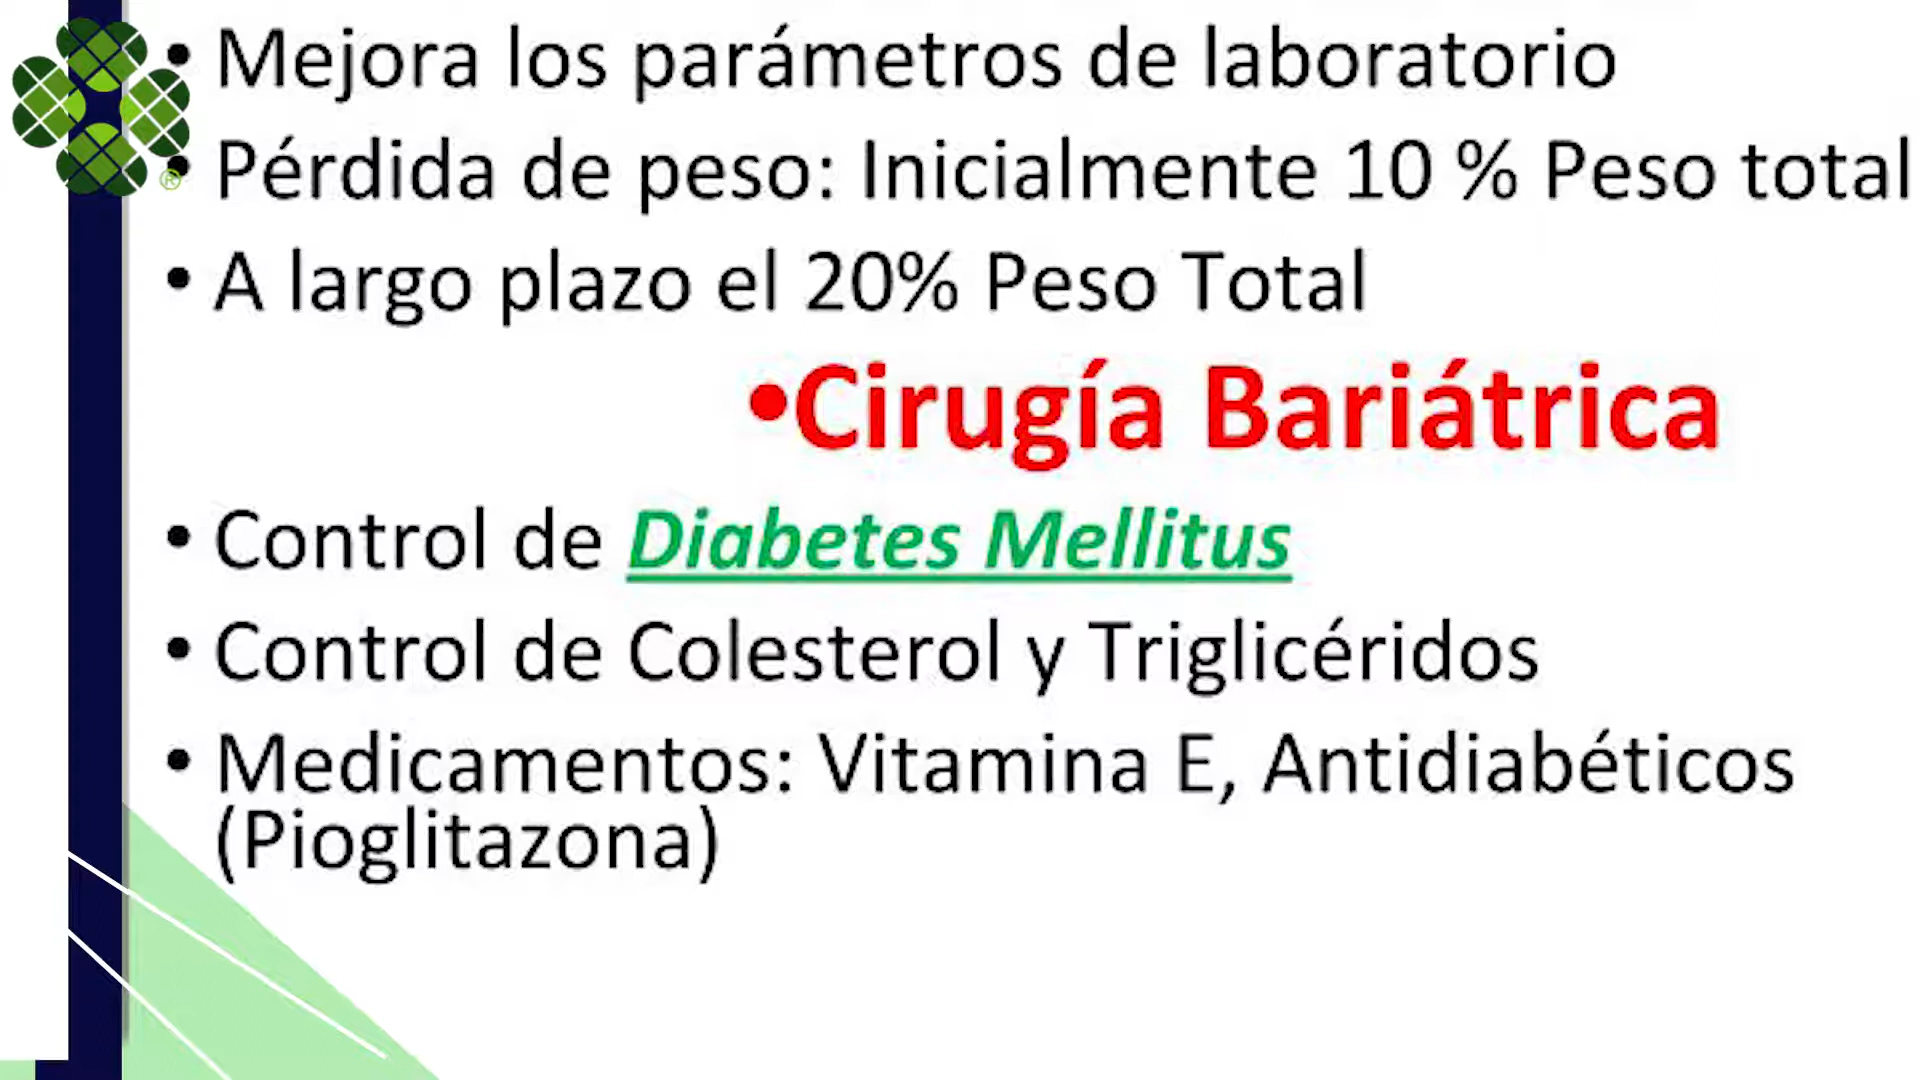 • Mejora los parámetros de laboratorio
• Pérdida de peso: Inicialmente 10 % Peso total
• A largo plazo el 20% Peso Total
•Cirugía Bariátrica
• Control de Diabetes Mellitus
• Control de Colesterol y Triglicéridos
• Medicamentos: Vitamina E, Antidiabéticos
(Pioglitazona)
®